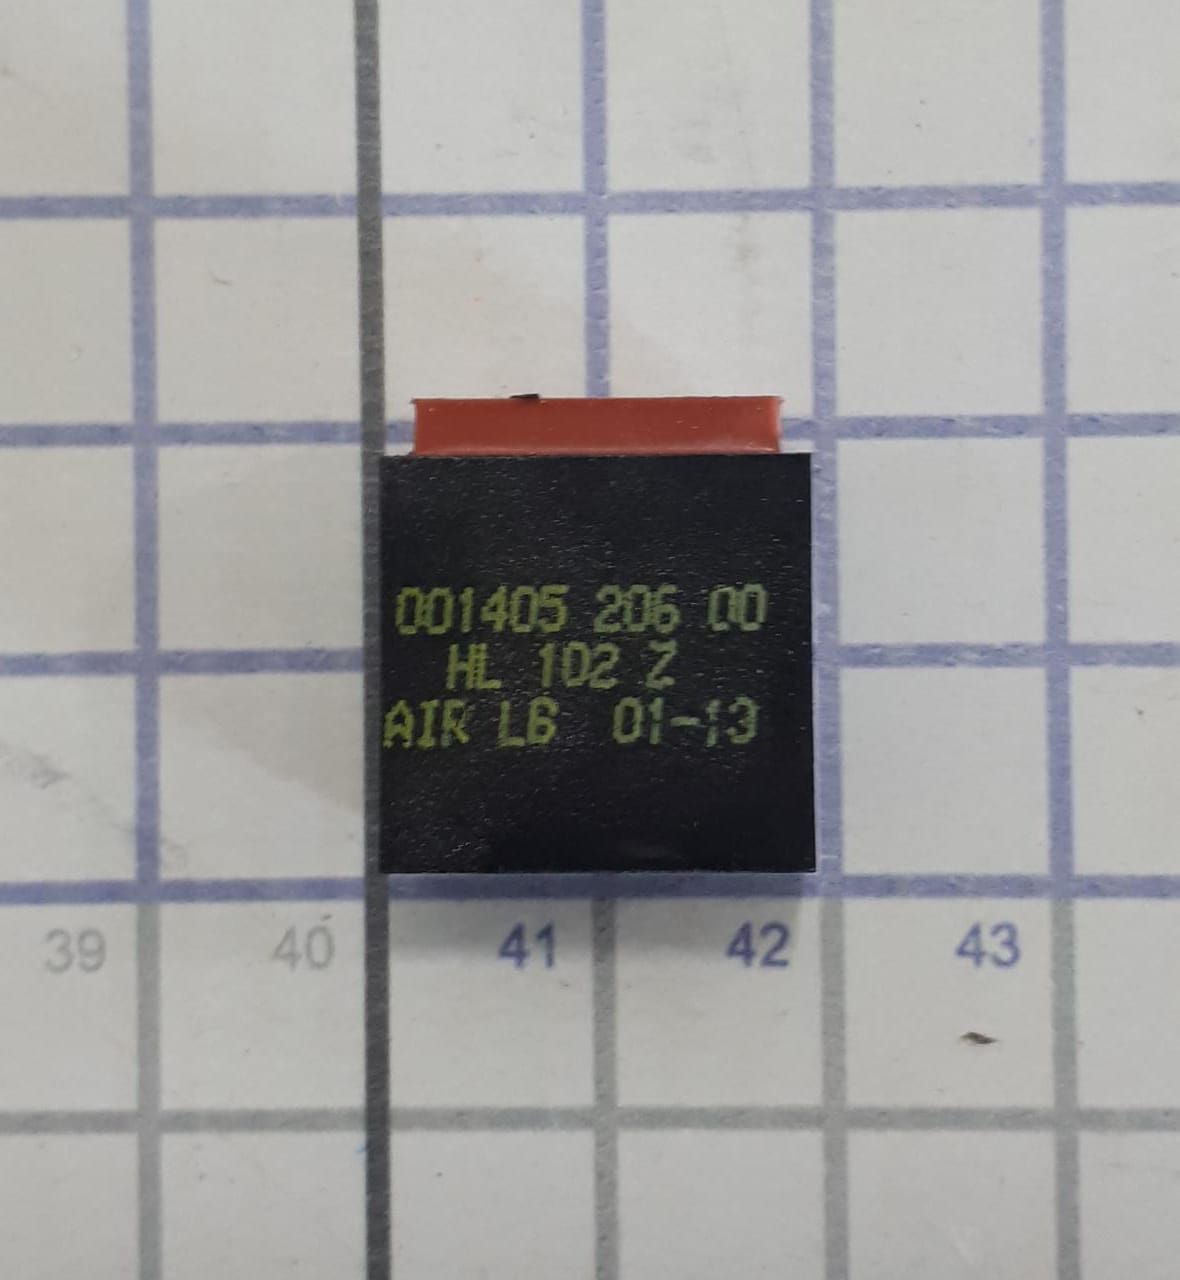 001405 206 00
HL 102 Z
AIR LB 01-13
39 40 41 42 43